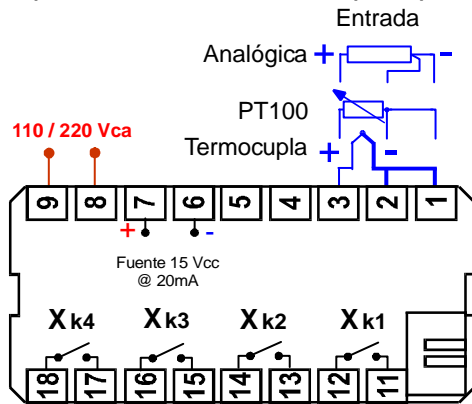 Entrada
Analógica + -
PT100
110 / 220 Vca
Termocupla + -
9 8 7 6 5 4 3 2 1
+ -
Fuente 15 Vcc
@ 20mA
Xk4 Xk3 Xk2 Xk1
18 17 16 15 14 13 12 11